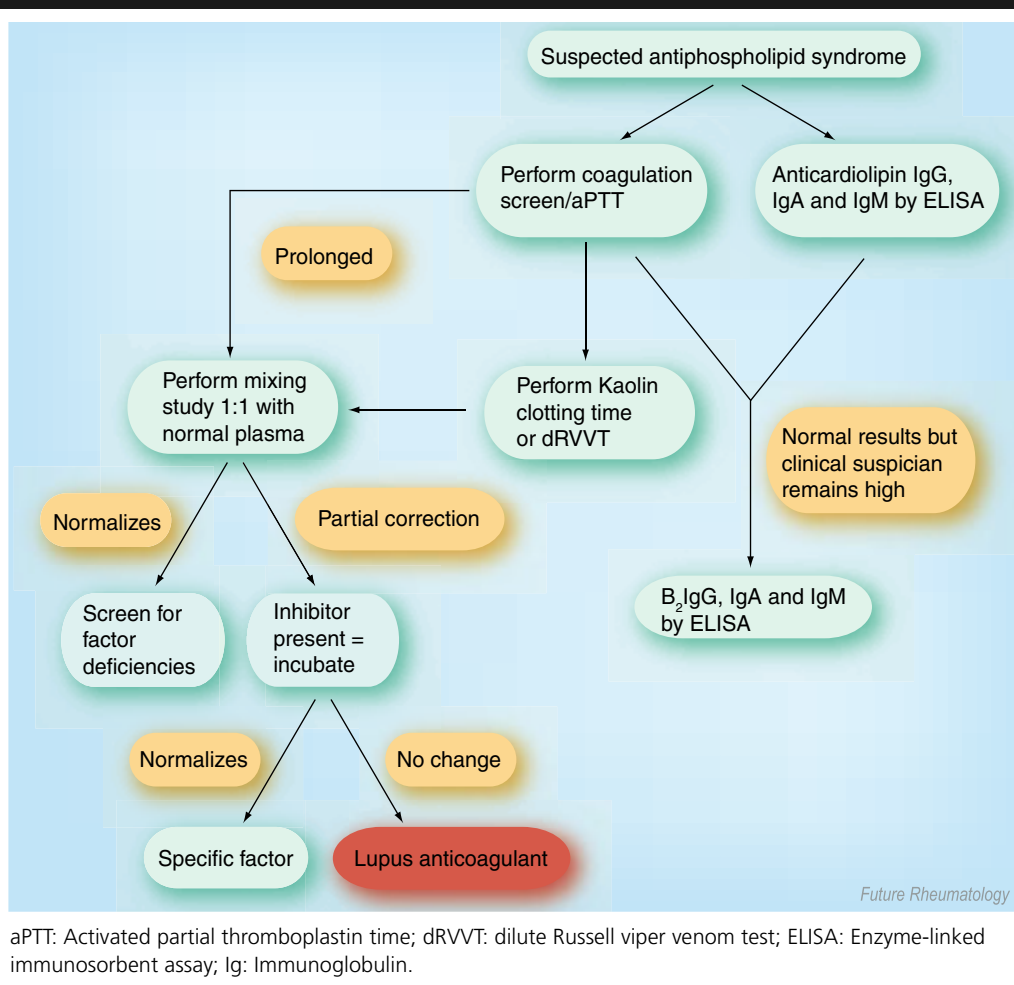 Suspected antiphospholipid syndrome
Perform coagulation
screen/aPTT
Anticardiolipin IgG,
IgA and IgM by ELISA
Prolonged
Perform mixing
study 1:1 with
normal plasma
Perform Kaolin
clotting time
or dRVVT
Normal results but
clinical suspician
remains high
Normalizes
Partial correction
Screen for
factor
deficiencies
Inhibitor
present =
incubate
B₂IgG, IgA and IgM
by ELISA
Normalizes
No change
Specific factor
Lupus anticoagulant
Future Rheumatology
aPTT: Activated partial thromboplastin time; dRVVT: dilute Russell viper venom test; ELISA: Enzyme-linked
immunosorbent assay; Ig: Immunoglobulin.